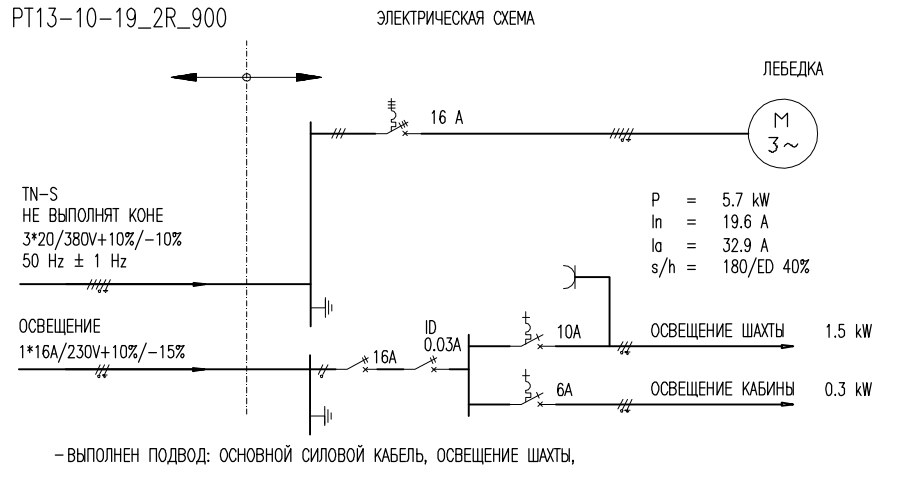 PT13-10-19_2R_900
ЭЛЕКТРИЧЕСКАЯ СХЕМА
ЛЕБЕДКА
16 A
M
3~
TN-S
НЕ ВЫПОЛНЯТ КОНЕ
3*20/380V+10%/-10%
50 Hz ± 1 Hz
P = 5.7 kW
In = 19.6 A
Ia = 32.9 A
s/h = 180/ED 40%
ОСВЕЩЕНИЕ
1*16A/230V+10%/-15%
16A
ID
0.03A
10A
ОСВЕЩЕНИЕ ШАХТЫ 1.5 kW
6A
ОСВЕЩЕНИЕ КАБИНЫ 0.3 kW
-ВЫПОЛНЕН ПОДВОД: ОСНОВНОЙ СИЛОВОЙ КАБЕЛЬ, ОСВЕЩЕНИЕ ШАХТЫ,